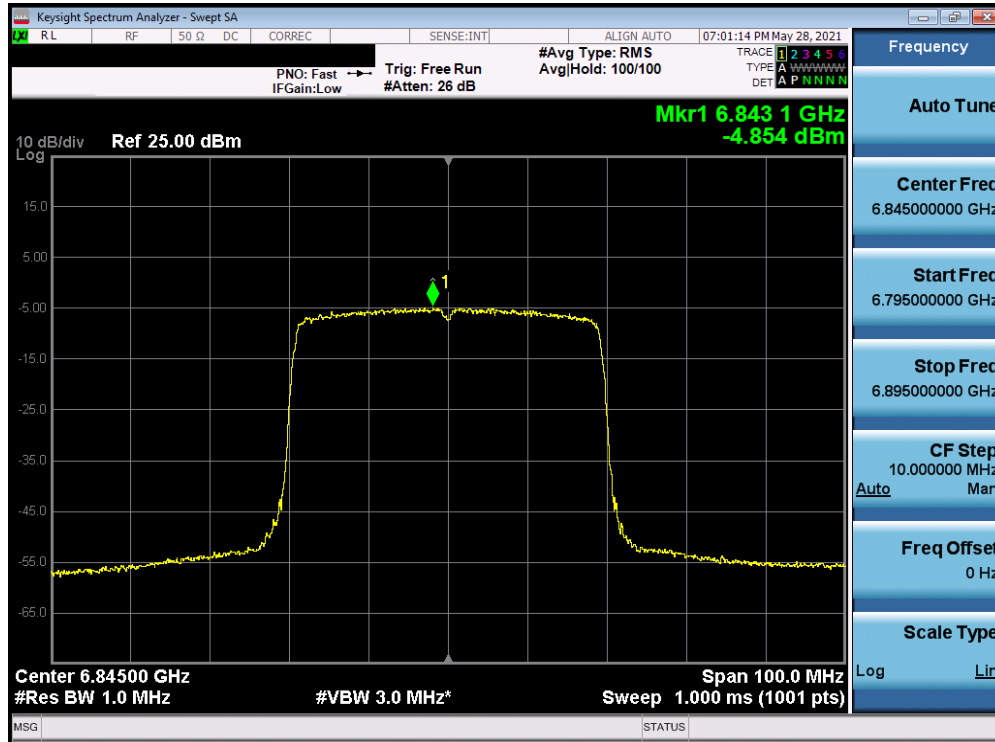 Keysight Spectrum Analyzer - Swept SA
LXI RL RF 50 Ω DC CORREC SENSE:INT ALIGN AUTO 07:01:14 PM May 28, 2021
PNO: Fast
IFGain:Low
Trig: Free Run
#Atten: 26 dB
#Avg Type: RMS
Avg|Hold: 100/100
TRACE 1 2 3 4 5 6
TYPE A WWWWW
DET A P N N N N
Mkr1 6.843 1 GHz
-4.854 dBm
10 dB/div Ref 25.00 dBm
Log
15.0
5.00
-5.00
-15.0
-25.0
-35.0
-45.0
-55.0
-65.0
1
Center 6.84500 GHz Span 100.0 MHz
#Res BW 1.0 MHz #VBW 3.0 MHz* Sweep 1.000 ms (1001 pts)
MSG STATUS
Frequency
Auto Tune
Center Freq
6.845000000 GHz
Start Freq
6.795000000 GHz
Stop Freq
6.895000000 GHz
CF Step
10.000000 MHz
Auto Man
Freq Offset
0 Hz
Scale Type
Log Lin